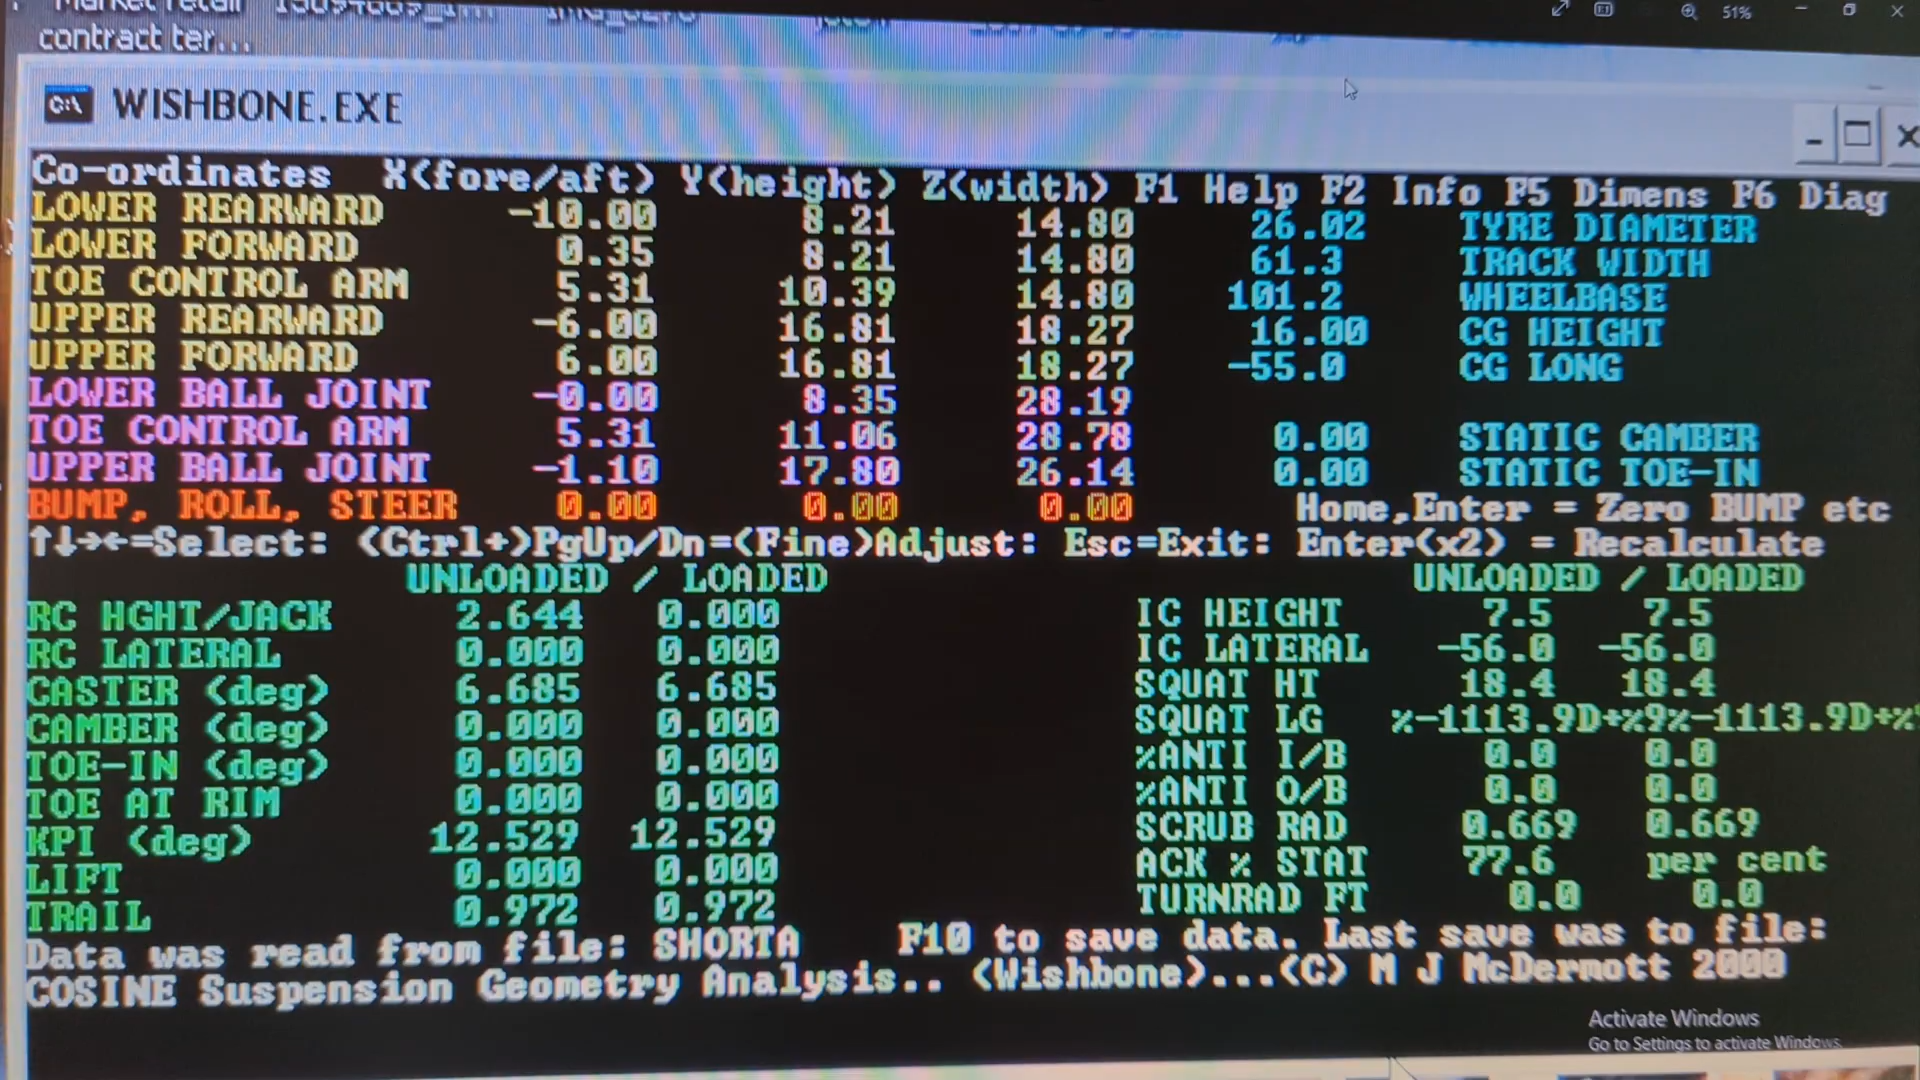 Market retail
contract ter...
51%
WISHBONE.EXE
Co-ordinates X(fore/aft) Y(height) Z(width) F1 Help F2 Info F5 Dimens F6 Diag
LOWER REARWARD -10.00 8.21 14.80 26.02 TYRE DIAMETER
LOWER FORWARD 0.35 8.21 14.80 61.3 TRACK WIDTH
TOE CONTROL ARM 5.31 10.39 14.80 101.2 WHEELBASE
UPPER REARWARD -6.00 16.81 18.27 16.00 CG HEIGHT
UPPER FORWARD 6.00 16.81 18.27 -55.0 CG LONG
LOWER BALL JOINT -0.00 8.35 28.19
TOE CONTROL ARM 5.31 11.06 28.78 0.00 STATIC CAMBER
UPPER BALL JOINT -1.10 17.80 26.14 0.00 STATIC TOE-IN
BUMP, ROLL, STEER 0.00 0.00 0.00 Home,Enter = Zero BUMP etc
↑↓→←=Select: <Ctrl+>PgUp/Dn=<Fine>Adjust: Esc=Exit: Enter(x2) = Recalculate
UNLOADED / LOADED UNLOADED / LOADED
RC HGHT/JACK 2.644 0.000 IC HEIGHT 7.5 7.5
RC LATERAL 0.000 0.000 IC LATERAL -56.0 -56.0
CASTER (deg) 6.685 6.685 SQUAT HT 18.4 18.4
CAMBER (deg) 0.000 0.000 SQUAT LG %-1113.9D+%9%-1113.9D+%
TOE-IN (deg) 0.000 0.000 %ANTI I/B 0.0 0.0
TOE AT RIM 0.000 0.000 %ANTI O/B 0.0 0.0
KPI (deg) 12.529 12.529 SCRUB RAD 0.669 0.669
LIFT 0.000 0.000 ACK % STAT 77.6 per cent
TRAIL 0.972 0.972 TURNRAD FT 0.0 0.0
Data was read from file: SHORTA F10 to save data. Last save was to file:
COSINE Suspension Geometry Analysis.. <Wishbone>...<C> M J McDermott 2000
Activate Windows
Go to Settings to activate Windows.